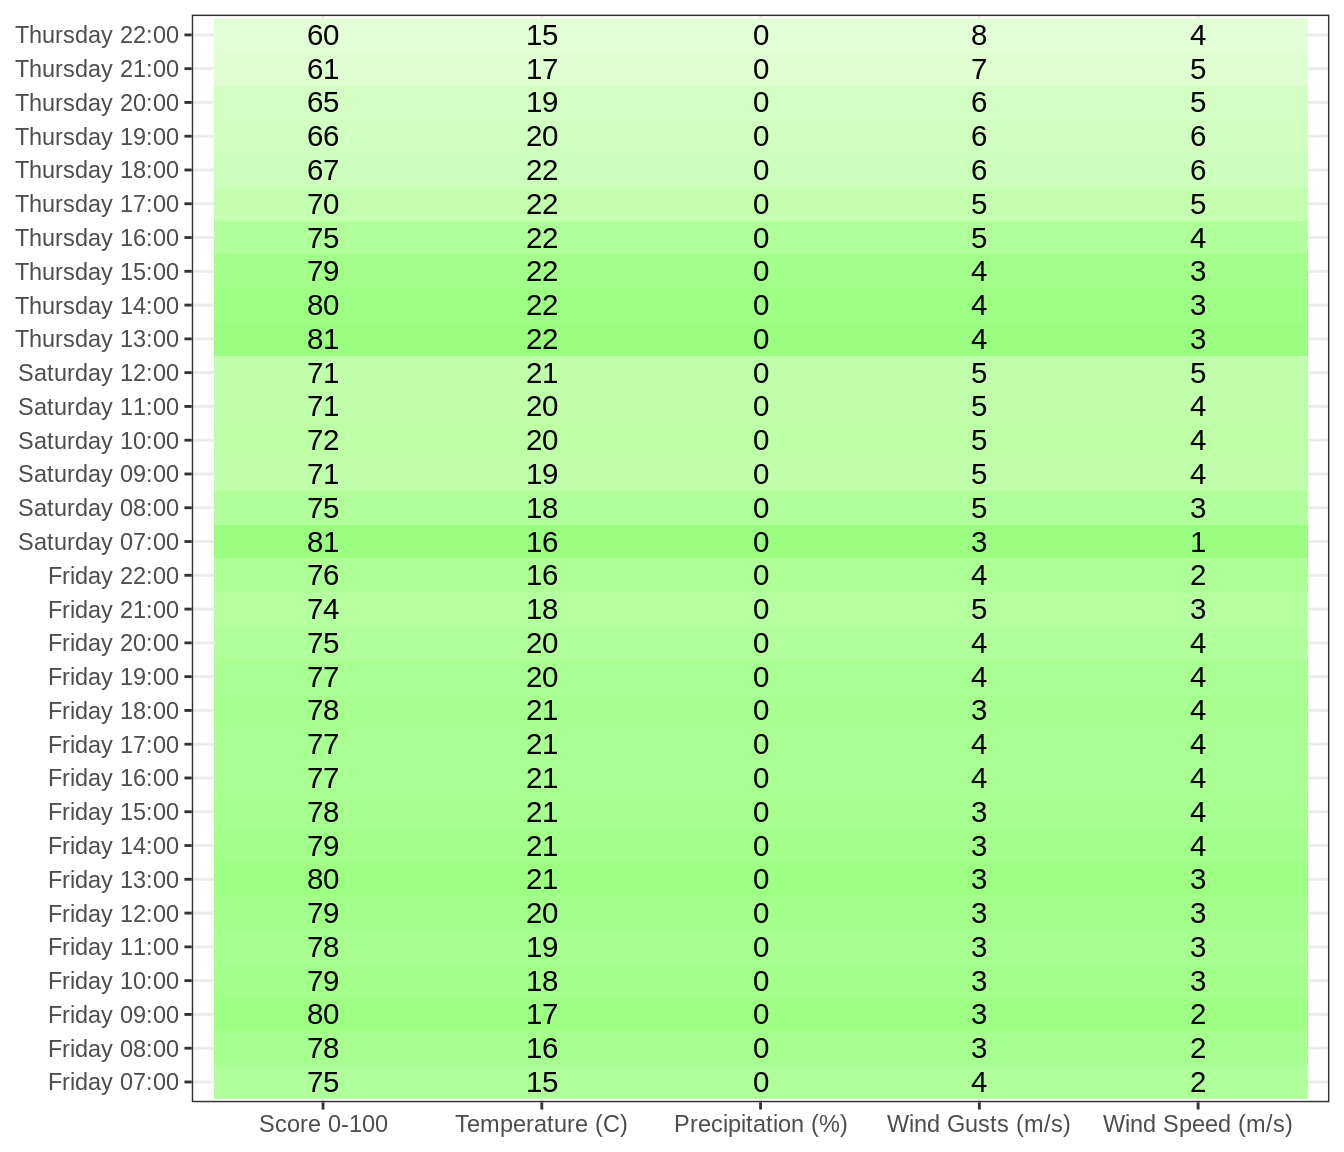 Thursday 22:00 60 15 0 8 4
Thursday 21:00 61 17 0 7 5
Thursday 20:00 65 19 0 6 5
Thursday 19:00 66 20 0 6 6
Thursday 18:00 67 22 0 6 6
Thursday 17:00 70 22 0 5 5
Thursday 16:00 75 22 0 5 4
Thursday 15:00 79 22 0 4 3
Thursday 14:00 80 22 0 4 3
Thursday 13:00 81 22 0 4 3
Saturday 12:00 71 21 0 5 5
Saturday 11:00 71 20 0 5 4
Saturday 10:00 72 20 0 5 4
Saturday 09:00 71 19 0 5 4
Saturday 08:00 75 18 0 5 3
Saturday 07:00 81 16 0 3 1
Friday 22:00 76 16 0 4 2
Friday 21:00 74 18 0 5 3
Friday 20:00 75 20 0 4 4
Friday 19:00 77 20 0 4 4
Friday 18:00 78 21 0 3 4
Friday 17:00 77 21 0 4 4
Friday 16:00 77 21 0 4 4
Friday 15:00 78 21 0 3 4
Friday 14:00 79 21 0 3 4
Friday 13:00 80 21 0 3 3
Friday 12:00 79 20 0 3 3
Friday 11:00 78 19 0 3 3
Friday 10:00 79 18 0 3 3
Friday 09:00 80 17 0 3 2
Friday 08:00 78 16 0 3 2
Friday 07:00 75 15 0 4 2
Score 0-100 Temperature (C) Precipitation (%) Wind Gusts (m/s) Wind Speed (m/s)